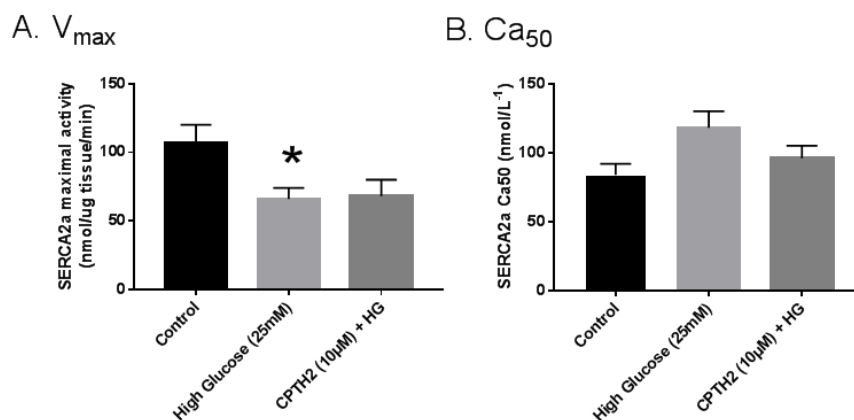 A. Vmax
SERCA2a maximal activity
(nmol/ug tissue/min)
150
100
50
0
*
Control
High Glucose (25mM)
CPTH2 (10µM) + HG
B. Ca50
SERCA2a Ca50 (nmol/L-1)
150
100
50
0
Control
High Glucose (25mM)
CPTH2 (10µM) + HG